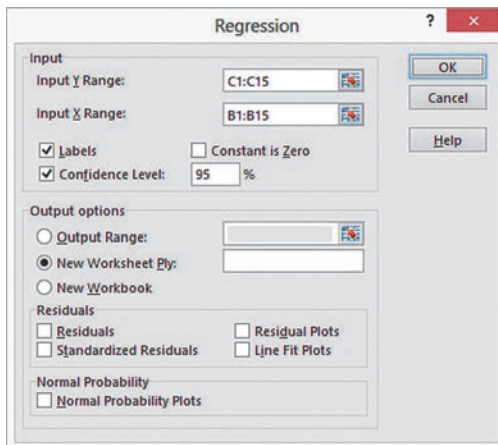 Regression
? ×
Input
Input Y Range:
C1:C15
Input X Range:
B1:B15
Labels
Constant is Zero
Confidence Level:
95
%
OK
Cancel
Help
Output options
Output Range:
New Worksheet Ply:
New Workbook
Residuals
Residuals
Residual Plots
Standardized Residuals
Line Fit Plots
Normal Probability
Normal Probability Plots